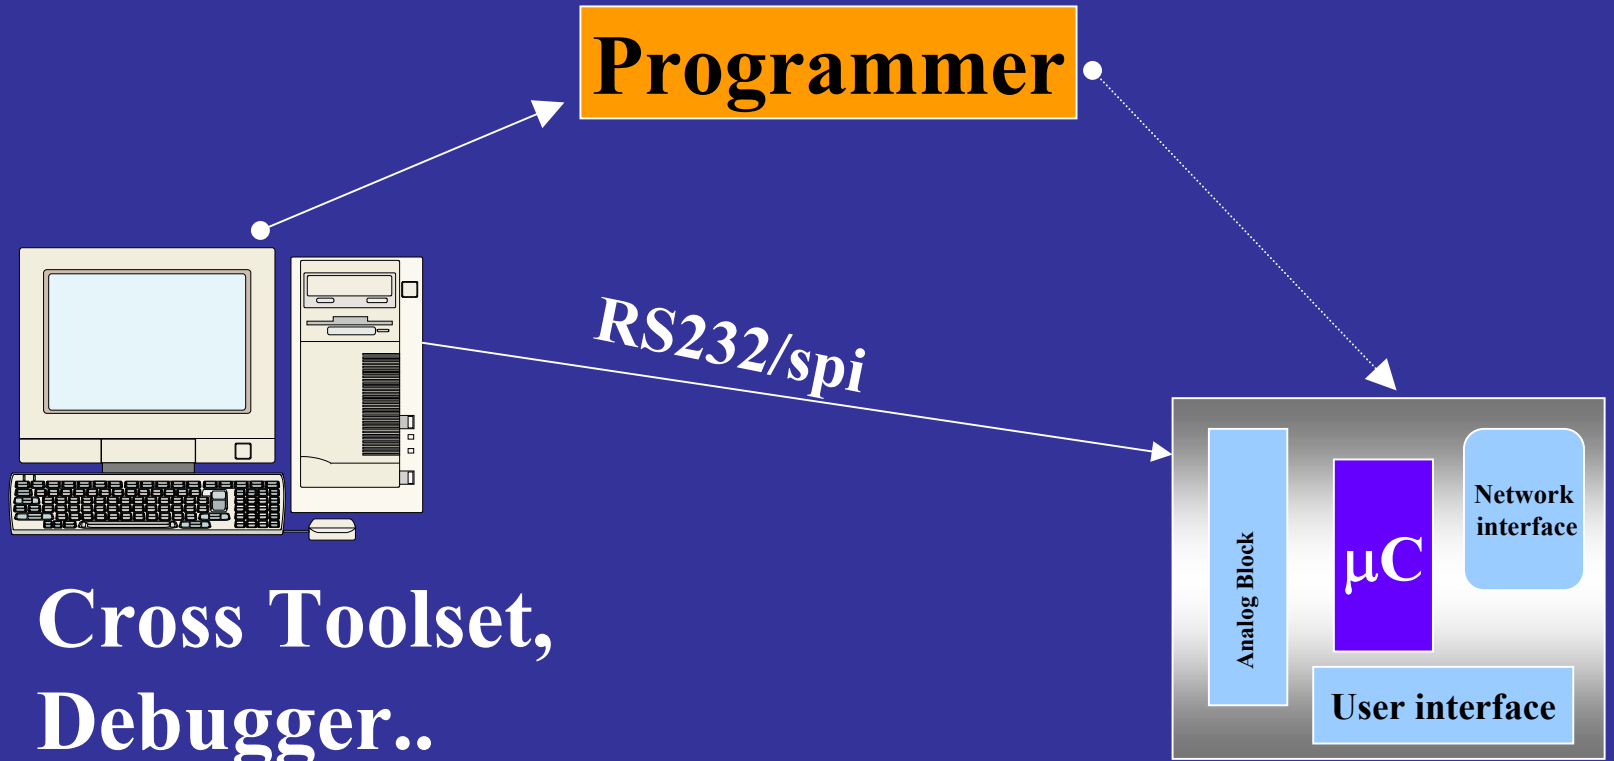 Programmer
RS232/spi
Analog Block
μC
Network
interface
User interface
Cross Toolset,
Debugger..